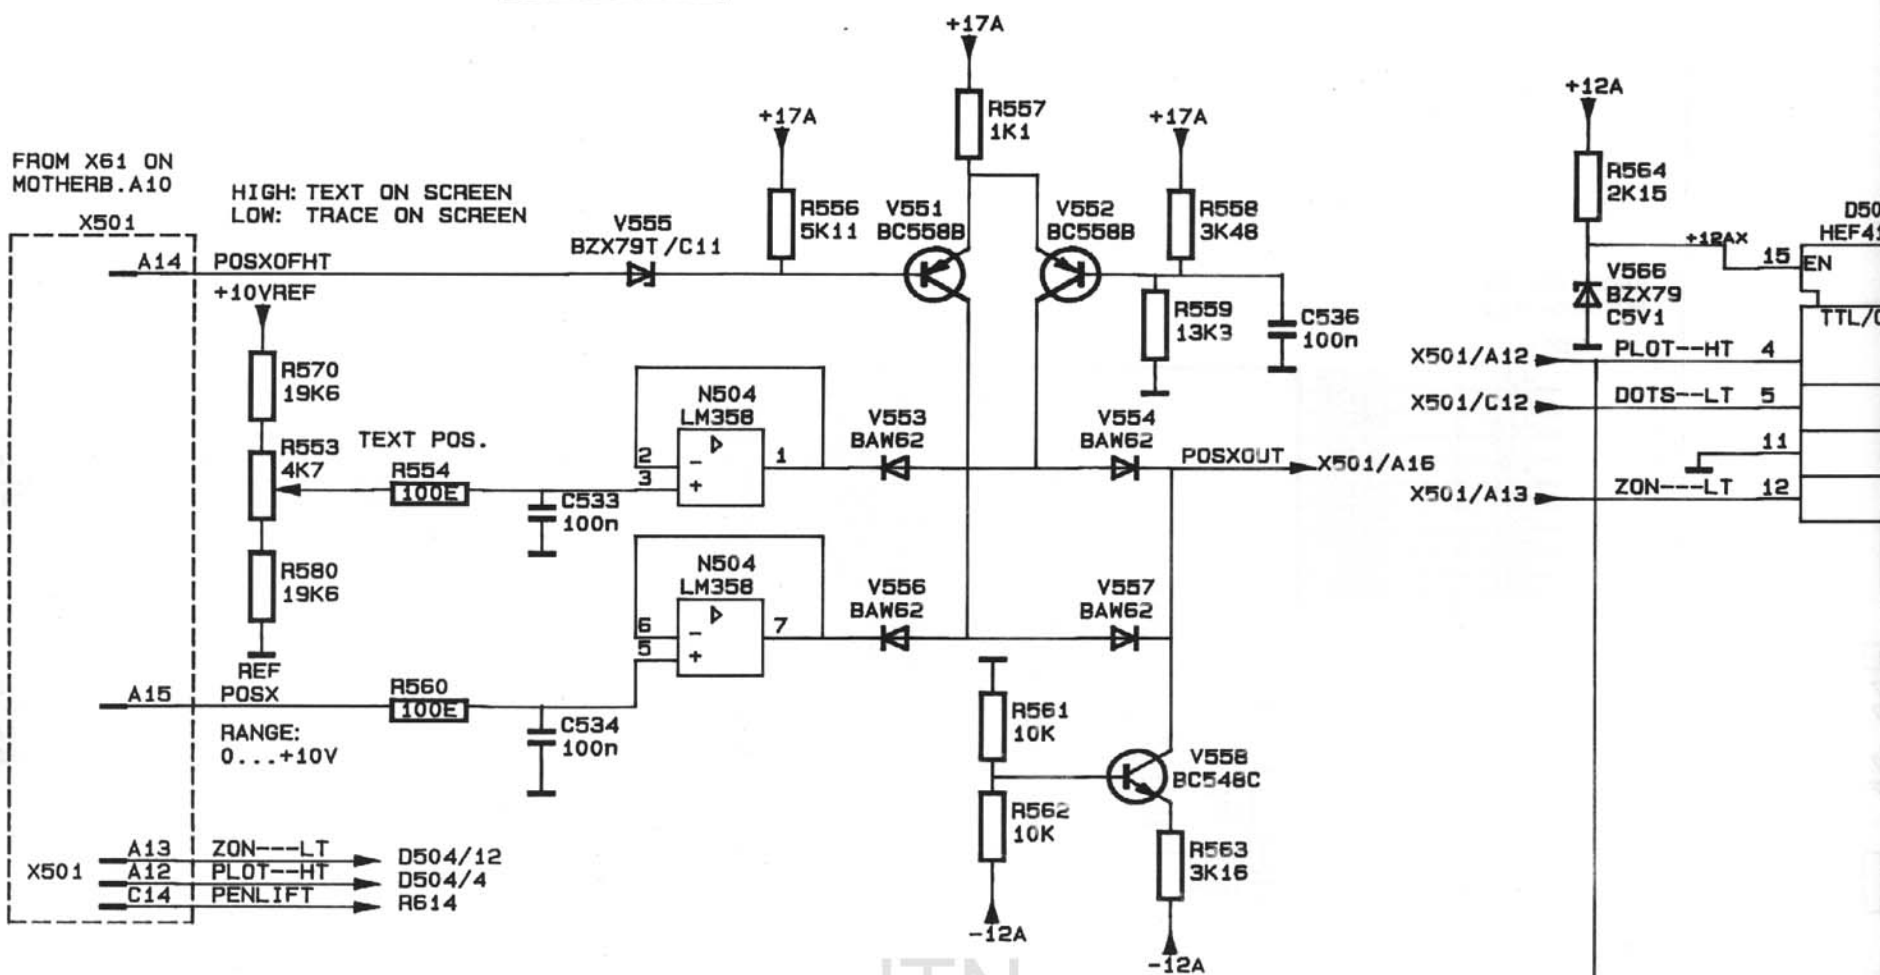 +17A
+17A
R557
1K1
+17A
+12A
FROM X61 ON
MOTHERB.A10
HIGH: TEXT ON SCREEN
LOW: TRACE ON SCREEN
X501
V555
BZX79T/C11
R556
5K11
V551
BC558B
V552
BC558B
R558
3K48
R564
2K15
+12AX
15
EN
A14
POSXOFHT
+10VREF
V566
BZX79
C5V1
R559
13K3
C536
100n
X501/A12
PLOT--HT
4
R570
19K6
N504
LM358
V553
BAW62
V554
BAW62
X501/C12
DOTS--LT
5
R553
4K7
TEXT POS.
R554
100E
2
3
-
+
1
POSXOUT
X501/A16
11
X501/A13
ZON---LT
12
C533
100n
R580
19K6
N504
LM358
V556
BAW62
V557
BAW62
6
5
-
+
7
REF
A15
POSX
R560
100E
RANGE:
0...+10V
C534
100n
R561
10K
V558
BC548C
R562
10K
R563
3K16
X501
A13
ZON---LT
D504/12
A12
PLOT--HT
D504/4
C14
PENLIFT
R614
-12A
-12A